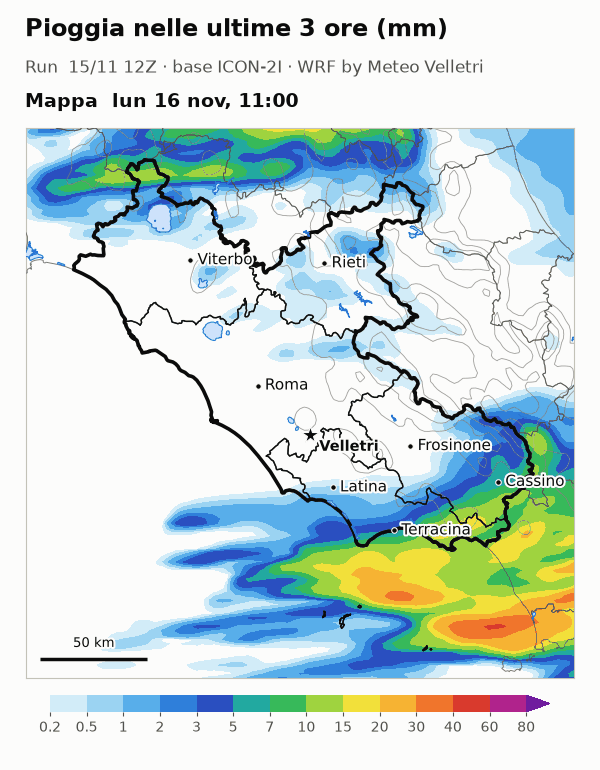 Pioggia nelle ultime 3 ore (mm)
Run  15/11 12Z · base ICON-2I · WRF by Meteo Velletri
Mappa  lun 16 nov, 11:00
Viterbo
Rieti
Roma
Velletri
Frosinone
Latina
Cassino
Terracina
50 km
0.2 0.5 1 2 3 5 7 10 15 20 30 40 60 80